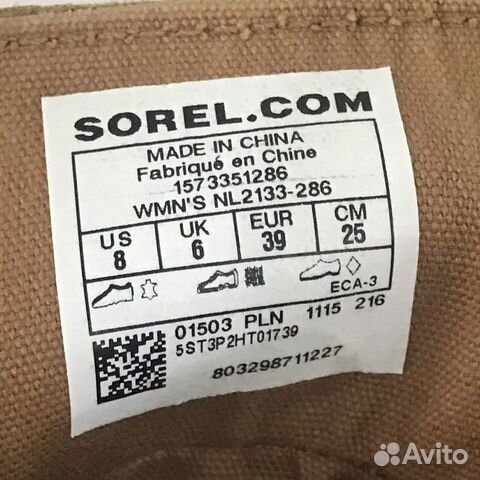 SOREL.COM
MADE IN CHINA
Fabriqué en Chine
1573351286
WMN'S NL2133-286
US UK EUR CM
8 6 39 25
ECA-3
01503 PLN 1115 216
5ST3P2HT01739
803298711227
Avito